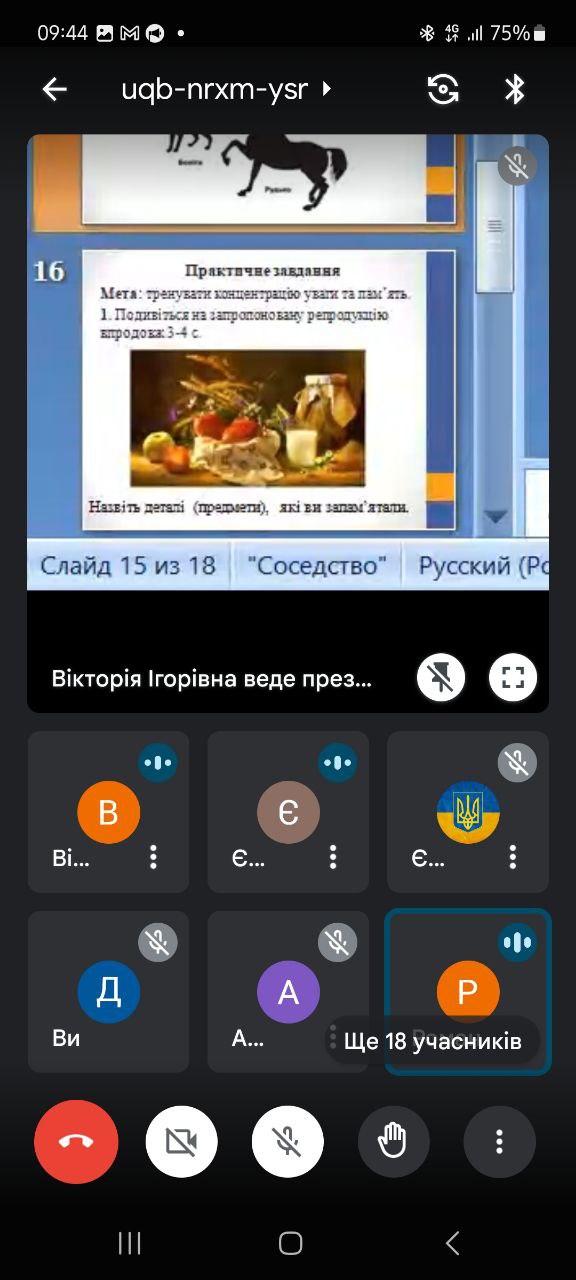 09:44
4G
75%
uqb-nrxm-ysr
16
Практичне завдання
Мета: тренувати концентрацію уваги та пам'ять.
1. Подивіться на запропоновану репродукцію
впродовж 3-4 с.
Назвіть деталі (предмети), які ви запам'ятали.
Слайд 15 из 18
"Соседство"
Русский (Ро
Вікторія Ігорівна веде през...
В
Ві...
Є
Є...
Є...
Д
Ви
А
А...
Р
Ще 18 учасників